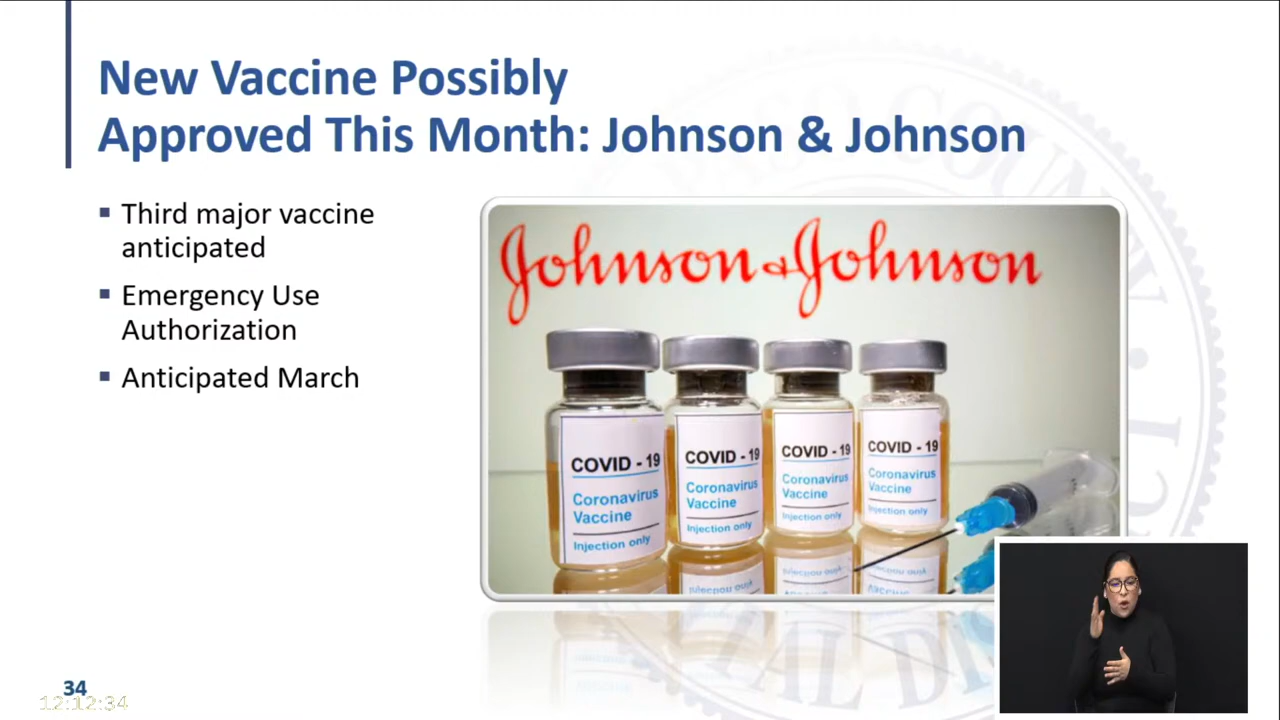 New Vaccine Possibly
Approved This Month: Johnson & Johnson
Third major vaccine
anticipated
Emergency Use
Authorization
Anticipated March
Johnson & Johnson
COVID - 19
Coronavirus
Vaccine
Injection only
COVID - 19
Coronavirus
Vaccine
Injection only
COVID - 19
Coronavirus
Vaccine
Injection only
COVID - 19
Coronavirus
Vaccine
Injection only
34
12:12:34